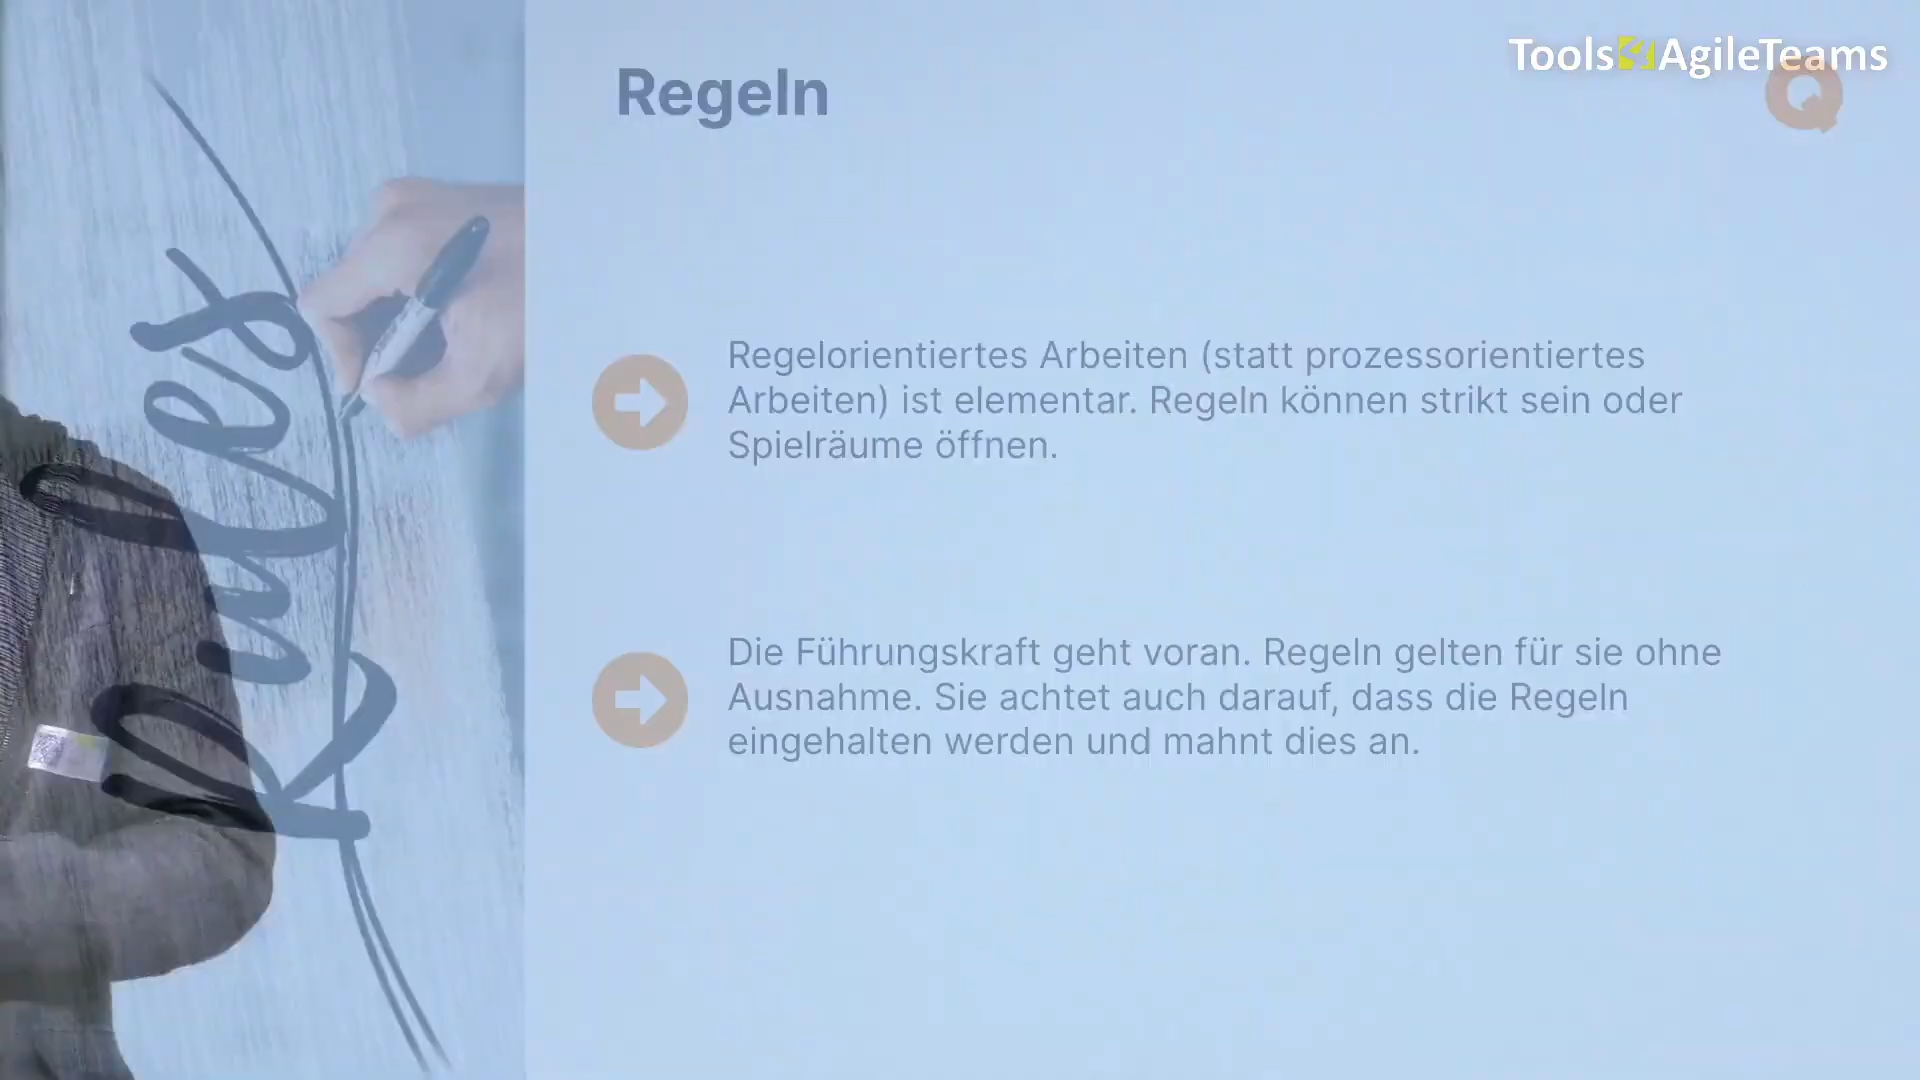 Tools4AgileTeams
Regeln
Q
Rules
Regelorientiertes Arbeiten (statt prozessorientiertes
Arbeiten) ist elementar. Regeln können strikt sein oder
Spielräume öffnen.
Die Führungskraft geht voran. Regeln gelten für sie ohne
Ausnahme. Sie achtet auch darauf, dass die Regeln
eingehalten werden und mahnt dies an.